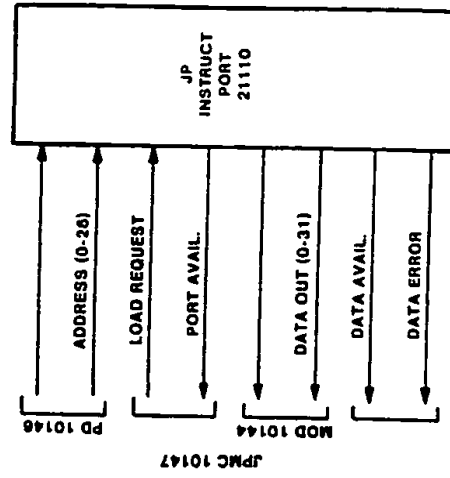 JP
INSTRUCT
PORT
21110
ADDRESS (0-26)
LOAD REQUEST
PORT AVAIL.
DATA OUT (0-31)
DATA AVAIL.
DATA ERROR
PD 10146
MOD 10144
JPMC 10147